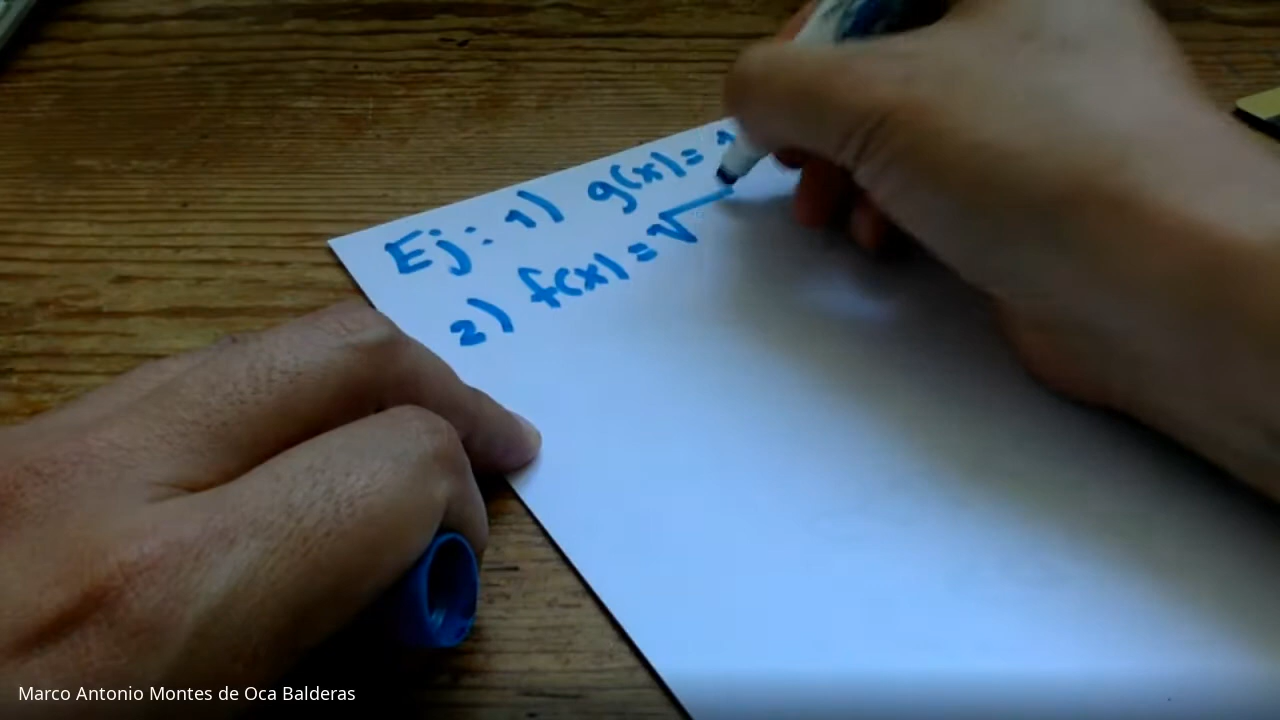 Ej: 1) g(x)=
2) f(x)=√
Marco Antonio Montes de Oca Balderas